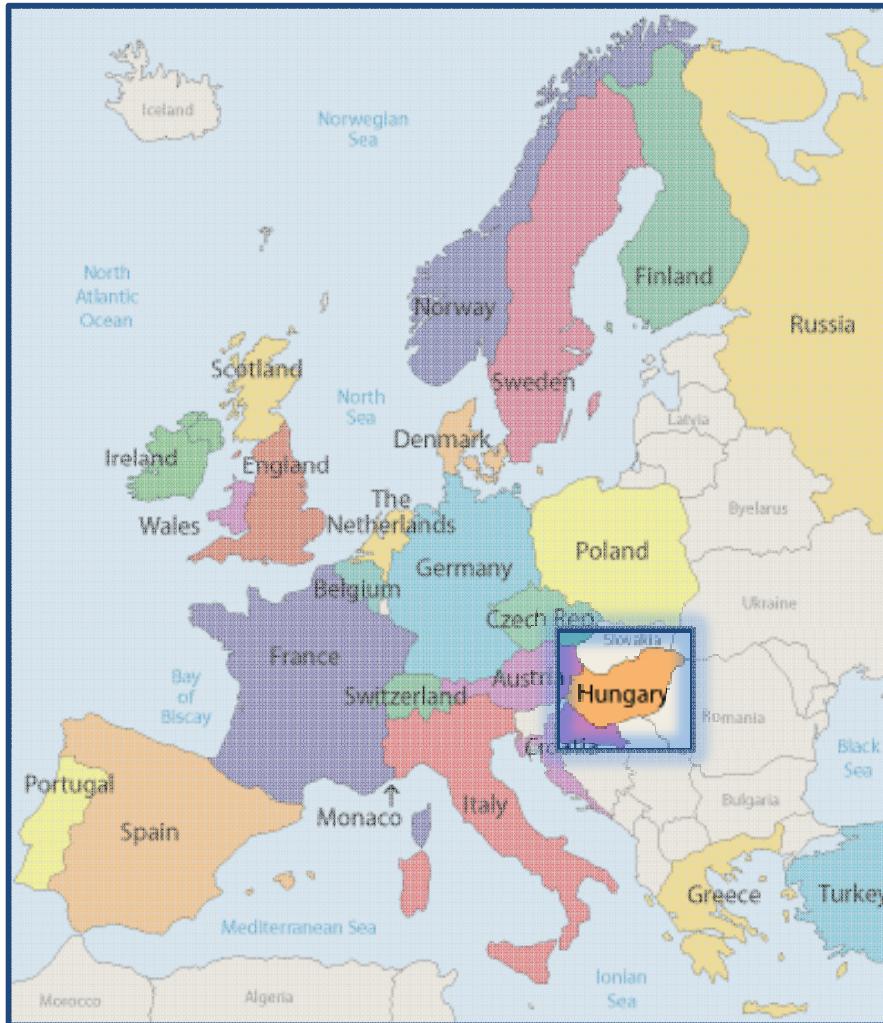 Iceland
Norwegian
Sea
North
Atlantic
Ocean
Finland
Norway
Russia
Scotland
Sweden
North
Sea
Latvia
Denmark
Ireland
England
The
Netherlands
Wales
Byelarus
Poland
Germany
Belgium
Ukraine
Czech Rep.
Slovakia
France
Austria
Switzerland
Hungary
Bay
of
Biscay
Romania
Croatia
Black
Sea
Portugal
Monaco
Italy
Bulgaria
Spain
Greece
Turkey
Mediterranean Sea
Ionian
Sea
Morocco
Algeria